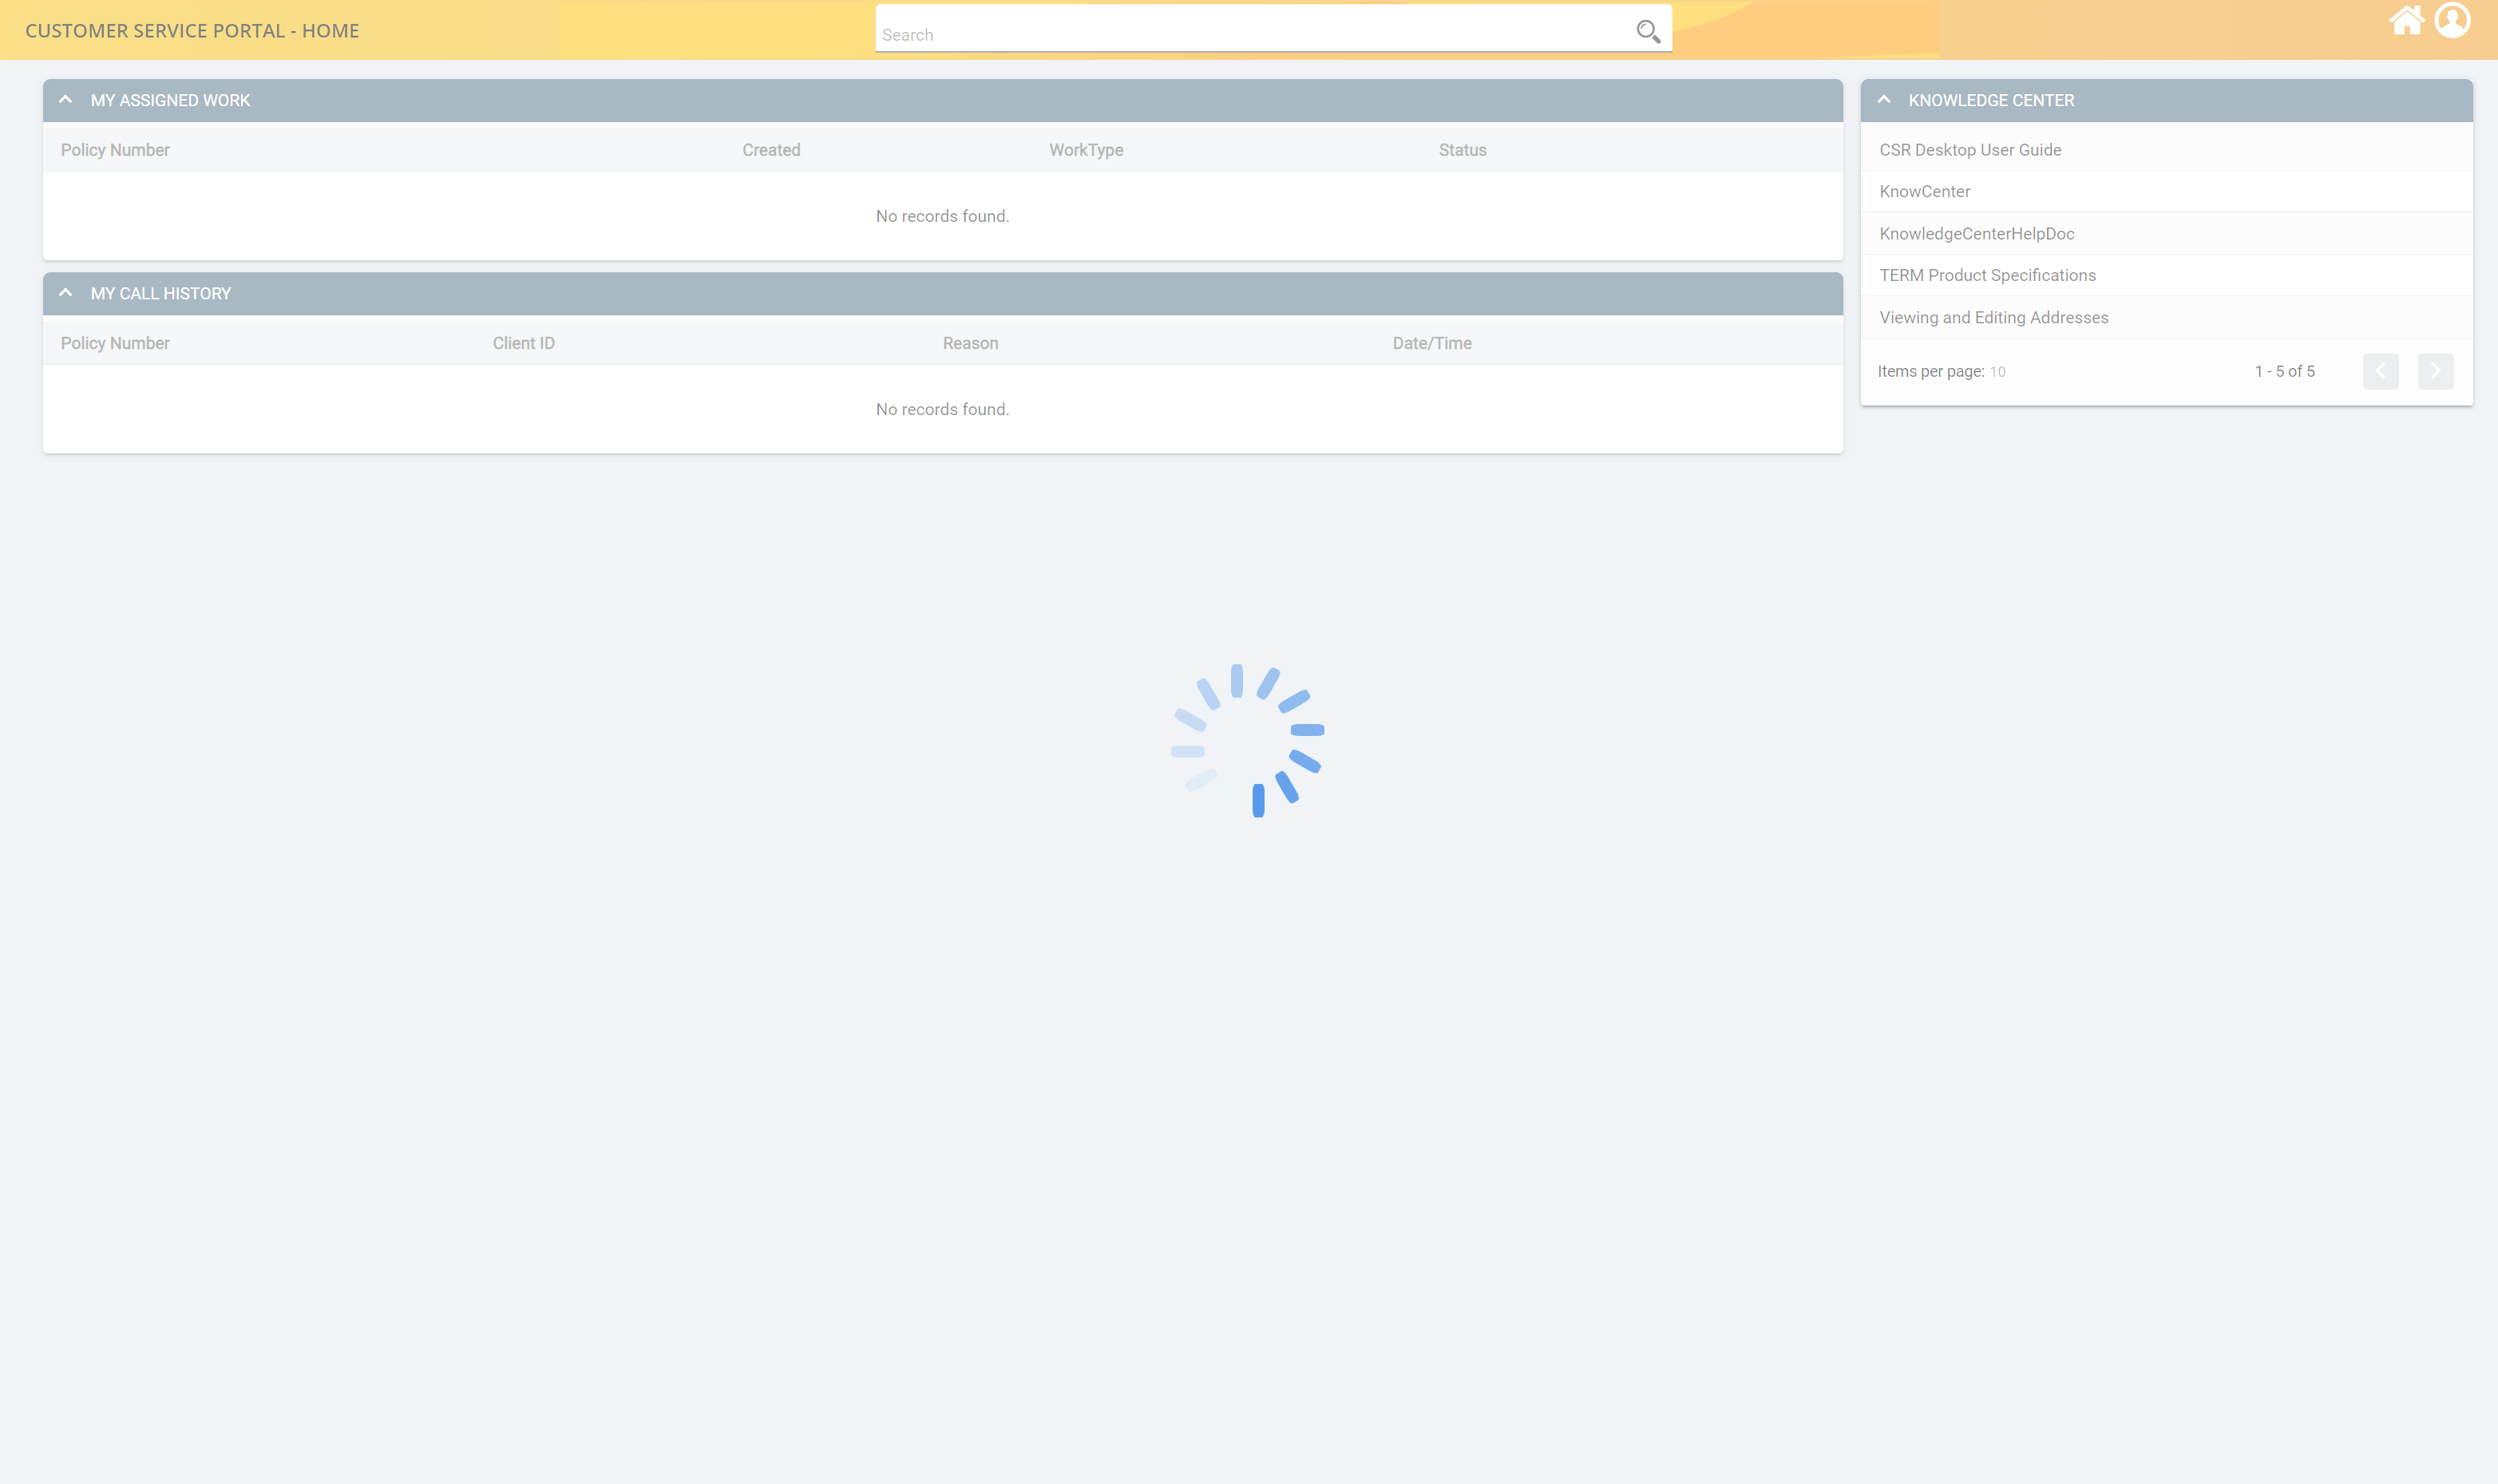 CUSTOMER SERVICE PORTAL - HOME
Search
MY ASSIGNED WORK
Policy Number Created WorkType Status
No records found.
MY CALL HISTORY
Policy Number Client ID Reason Date/Time
No records found.
KNOWLEDGE CENTER
CSR Desktop User Guide
KnowCenter
KnowledgeCenterHelpDoc
TERM Product Specifications
Viewing and Editing Addresses
Items per page: 10 1 - 5 of 5